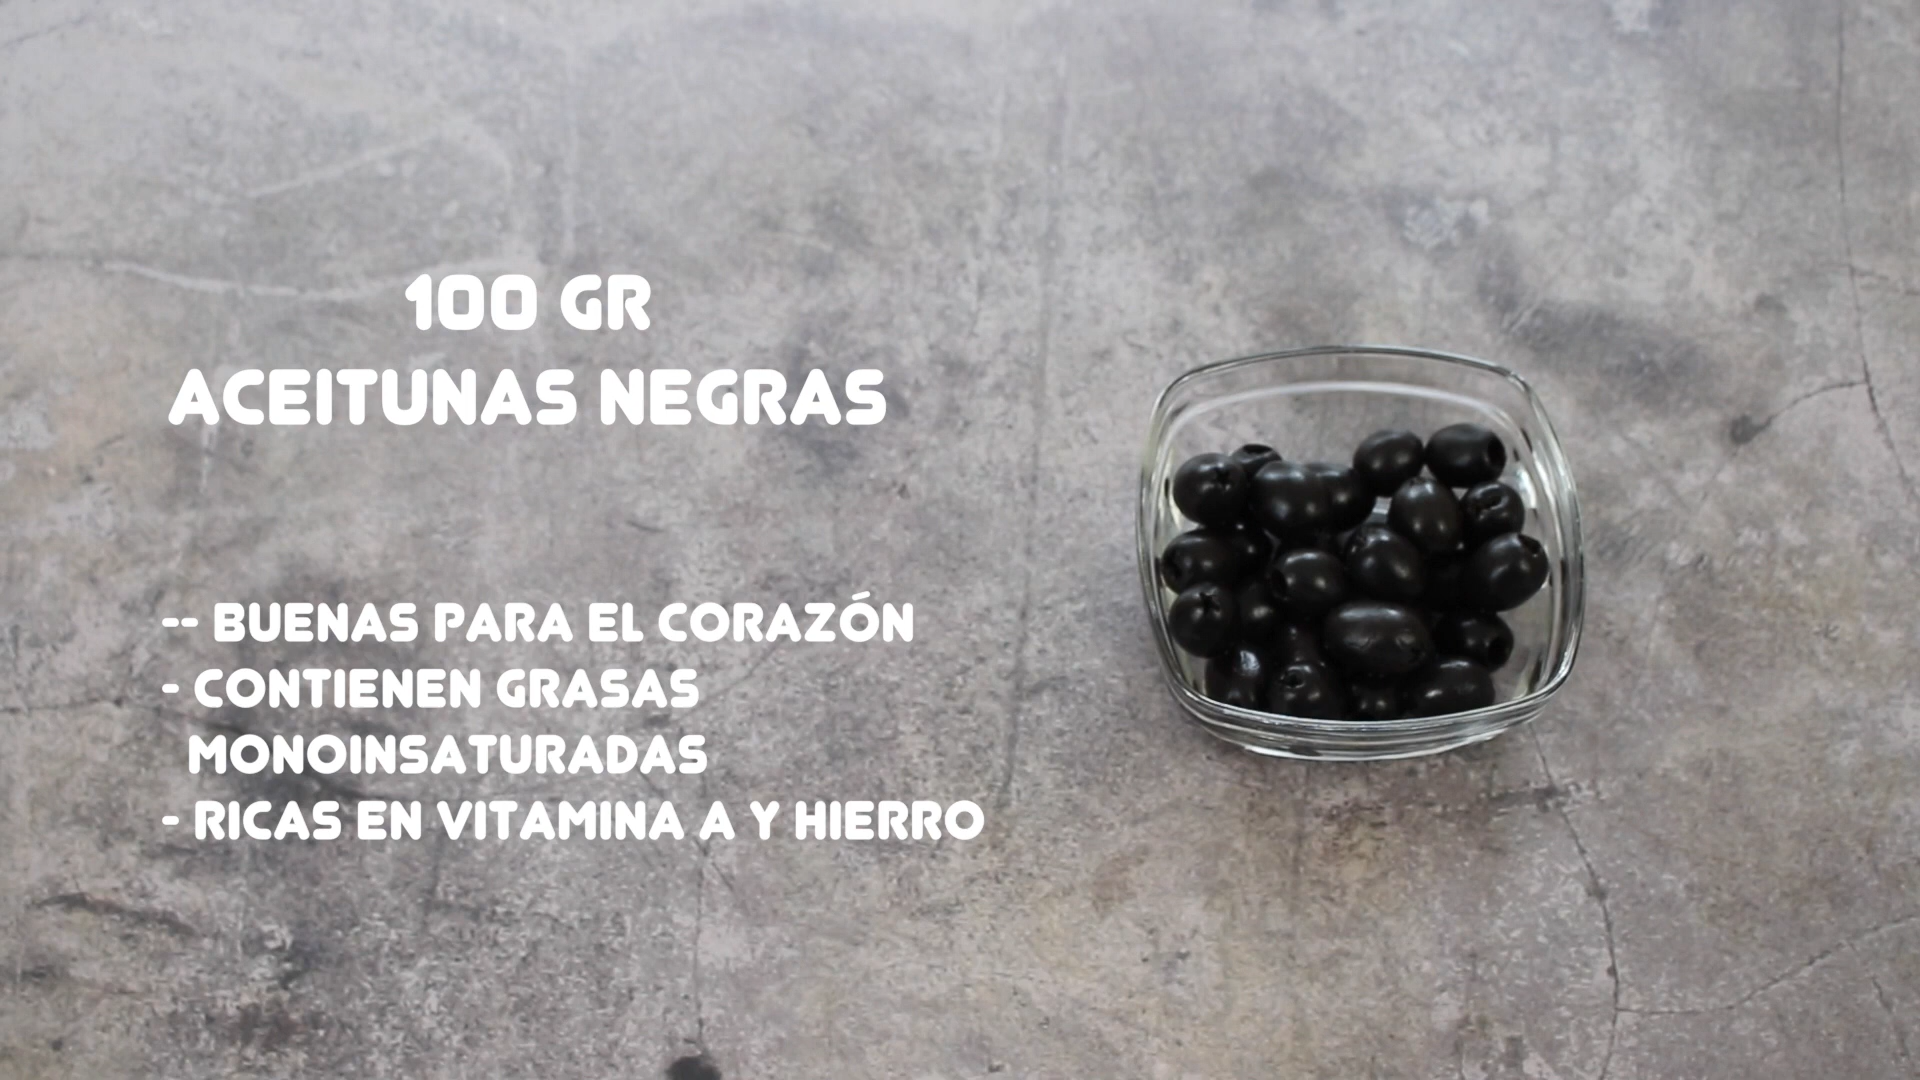 100 GR
ACEITUNAS NEGRAS
-- BUENAS PARA EL CORAZÓN
- CONTIENEN GRASAS
MONOINSATURADAS
- RICAS EN VITAMINA A Y HIERRO